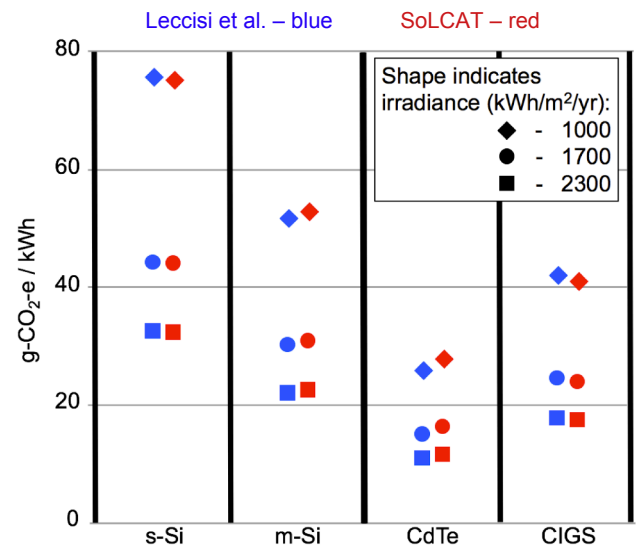 Leccisi et al. – blue SoLCAT – red
80
Shape indicates
irradiance (kWh/m²/yr):
- 1000
- 1700
- 2300
60
40
20
0
g-CO₂-e / kWh
s-Si m-Si CdTe CIGS